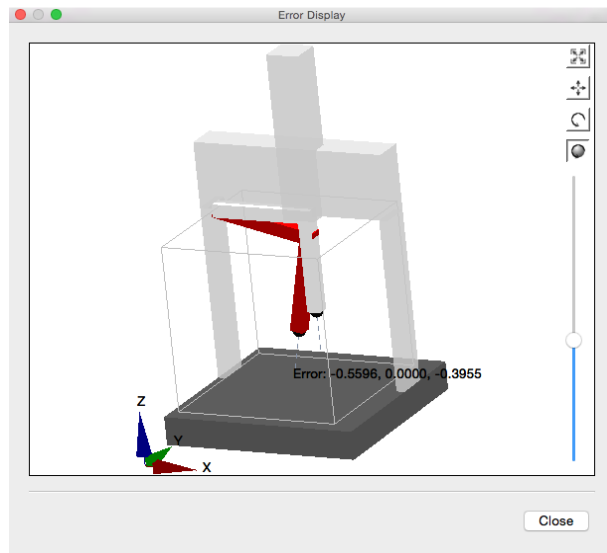 Error Display
Error: -0.5596, 0.0000, -0.3955
Z
Y
X
Close